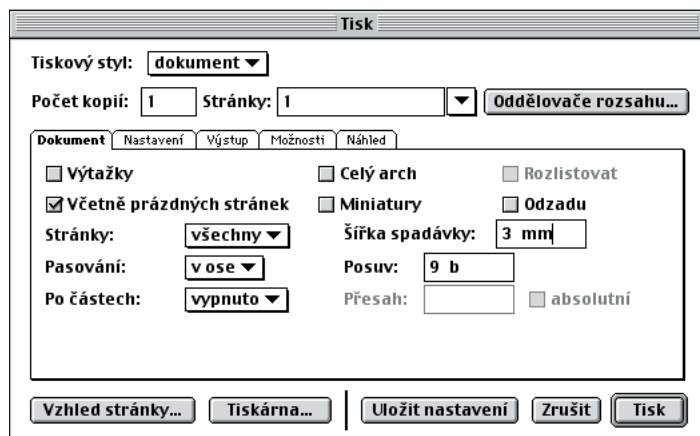 Tisk
Tiskový styl: dokument
Počet kopií: 1 Stránky: 1 Oddělovače rozsahu...
Dokument Nastavení Výstup Možnosti Náhled
Výtažky Celý arch Rozlistovat
Včetně prázdných stránek Miniatury Odzadu
Stránky: všechny Šířka spadávky: 3 mm
Pasování: v ose Posuv: 9 b
Po částech: vypnuto Přesah: absolutní
Vzhled stránky... Tiskárna... Uložit nastavení Zrušit Tisk